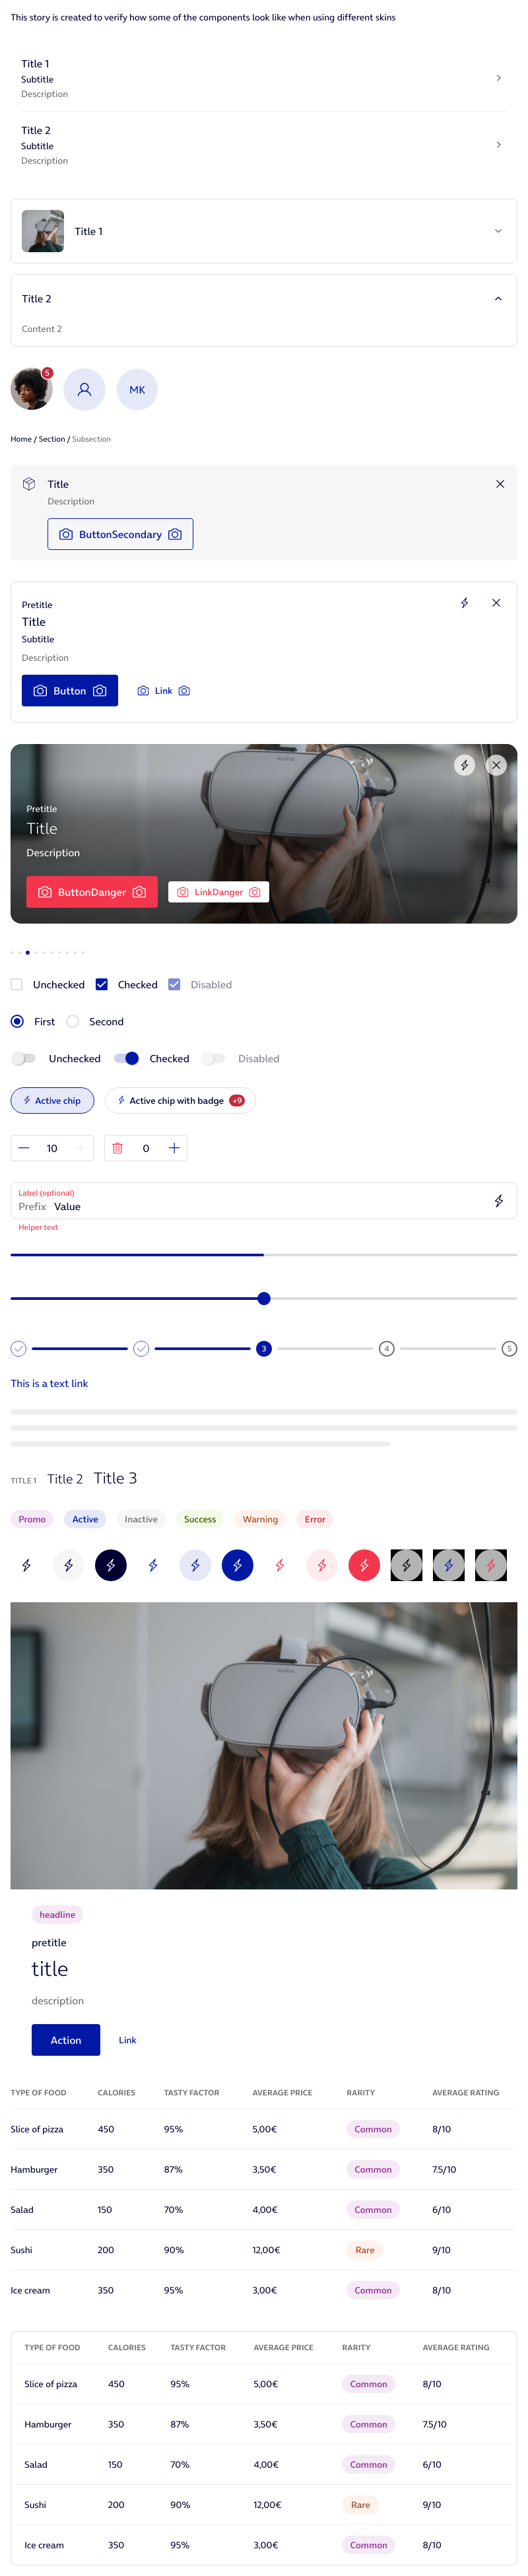 This story is created to verify how some of the components look like when using different skins
Title 1
Subtitle
Description
Title 2
Subtitle
Description
Title 1
Title 2
Content 2
5
MK
Home / Section / Subsection
Title
Description
ButtonSecondary
Pretitle
Title
Subtitle
Description
Button Link
oculus
Pretitle
Title
Description
ButtonDanger LinkDanger
Unchecked Checked Disabled
First Second
Unchecked Checked Disabled
Active chip Active chip with badge +9
10 0
Label (optional)
Prefix Value
Helper text
3 4 5
This is a text link
TITLE 1 Title 2 Title 3
Promo Active Inactive Success Warning Error
oculus
headline
pretitle
title
description
Action Link
TYPE OF FOOD CALORIES TASTY FACTOR AVERAGE PRICE RARITY AVERAGE RATING
Slice of pizza 450 95% 5,00€ Common 8/10
Hamburger 350 87% 3,50€ Common 7.5/10
Salad 150 70% 4,00€ Common 6/10
Sushi 200 90% 12,00€ Rare 9/10
Ice cream 350 95% 3,00€ Common 8/10
TYPE OF FOOD CALORIES TASTY FACTOR AVERAGE PRICE RARITY AVERAGE RATING
Slice of pizza 450 95% 5,00€ Common 8/10
Hamburger 350 87% 3,50€ Common 7.5/10
Salad 150 70% 4,00€ Common 6/10
Sushi 200 90% 12,00€ Rare 9/10
Ice cream 350 95% 3,00€ Common 8/10